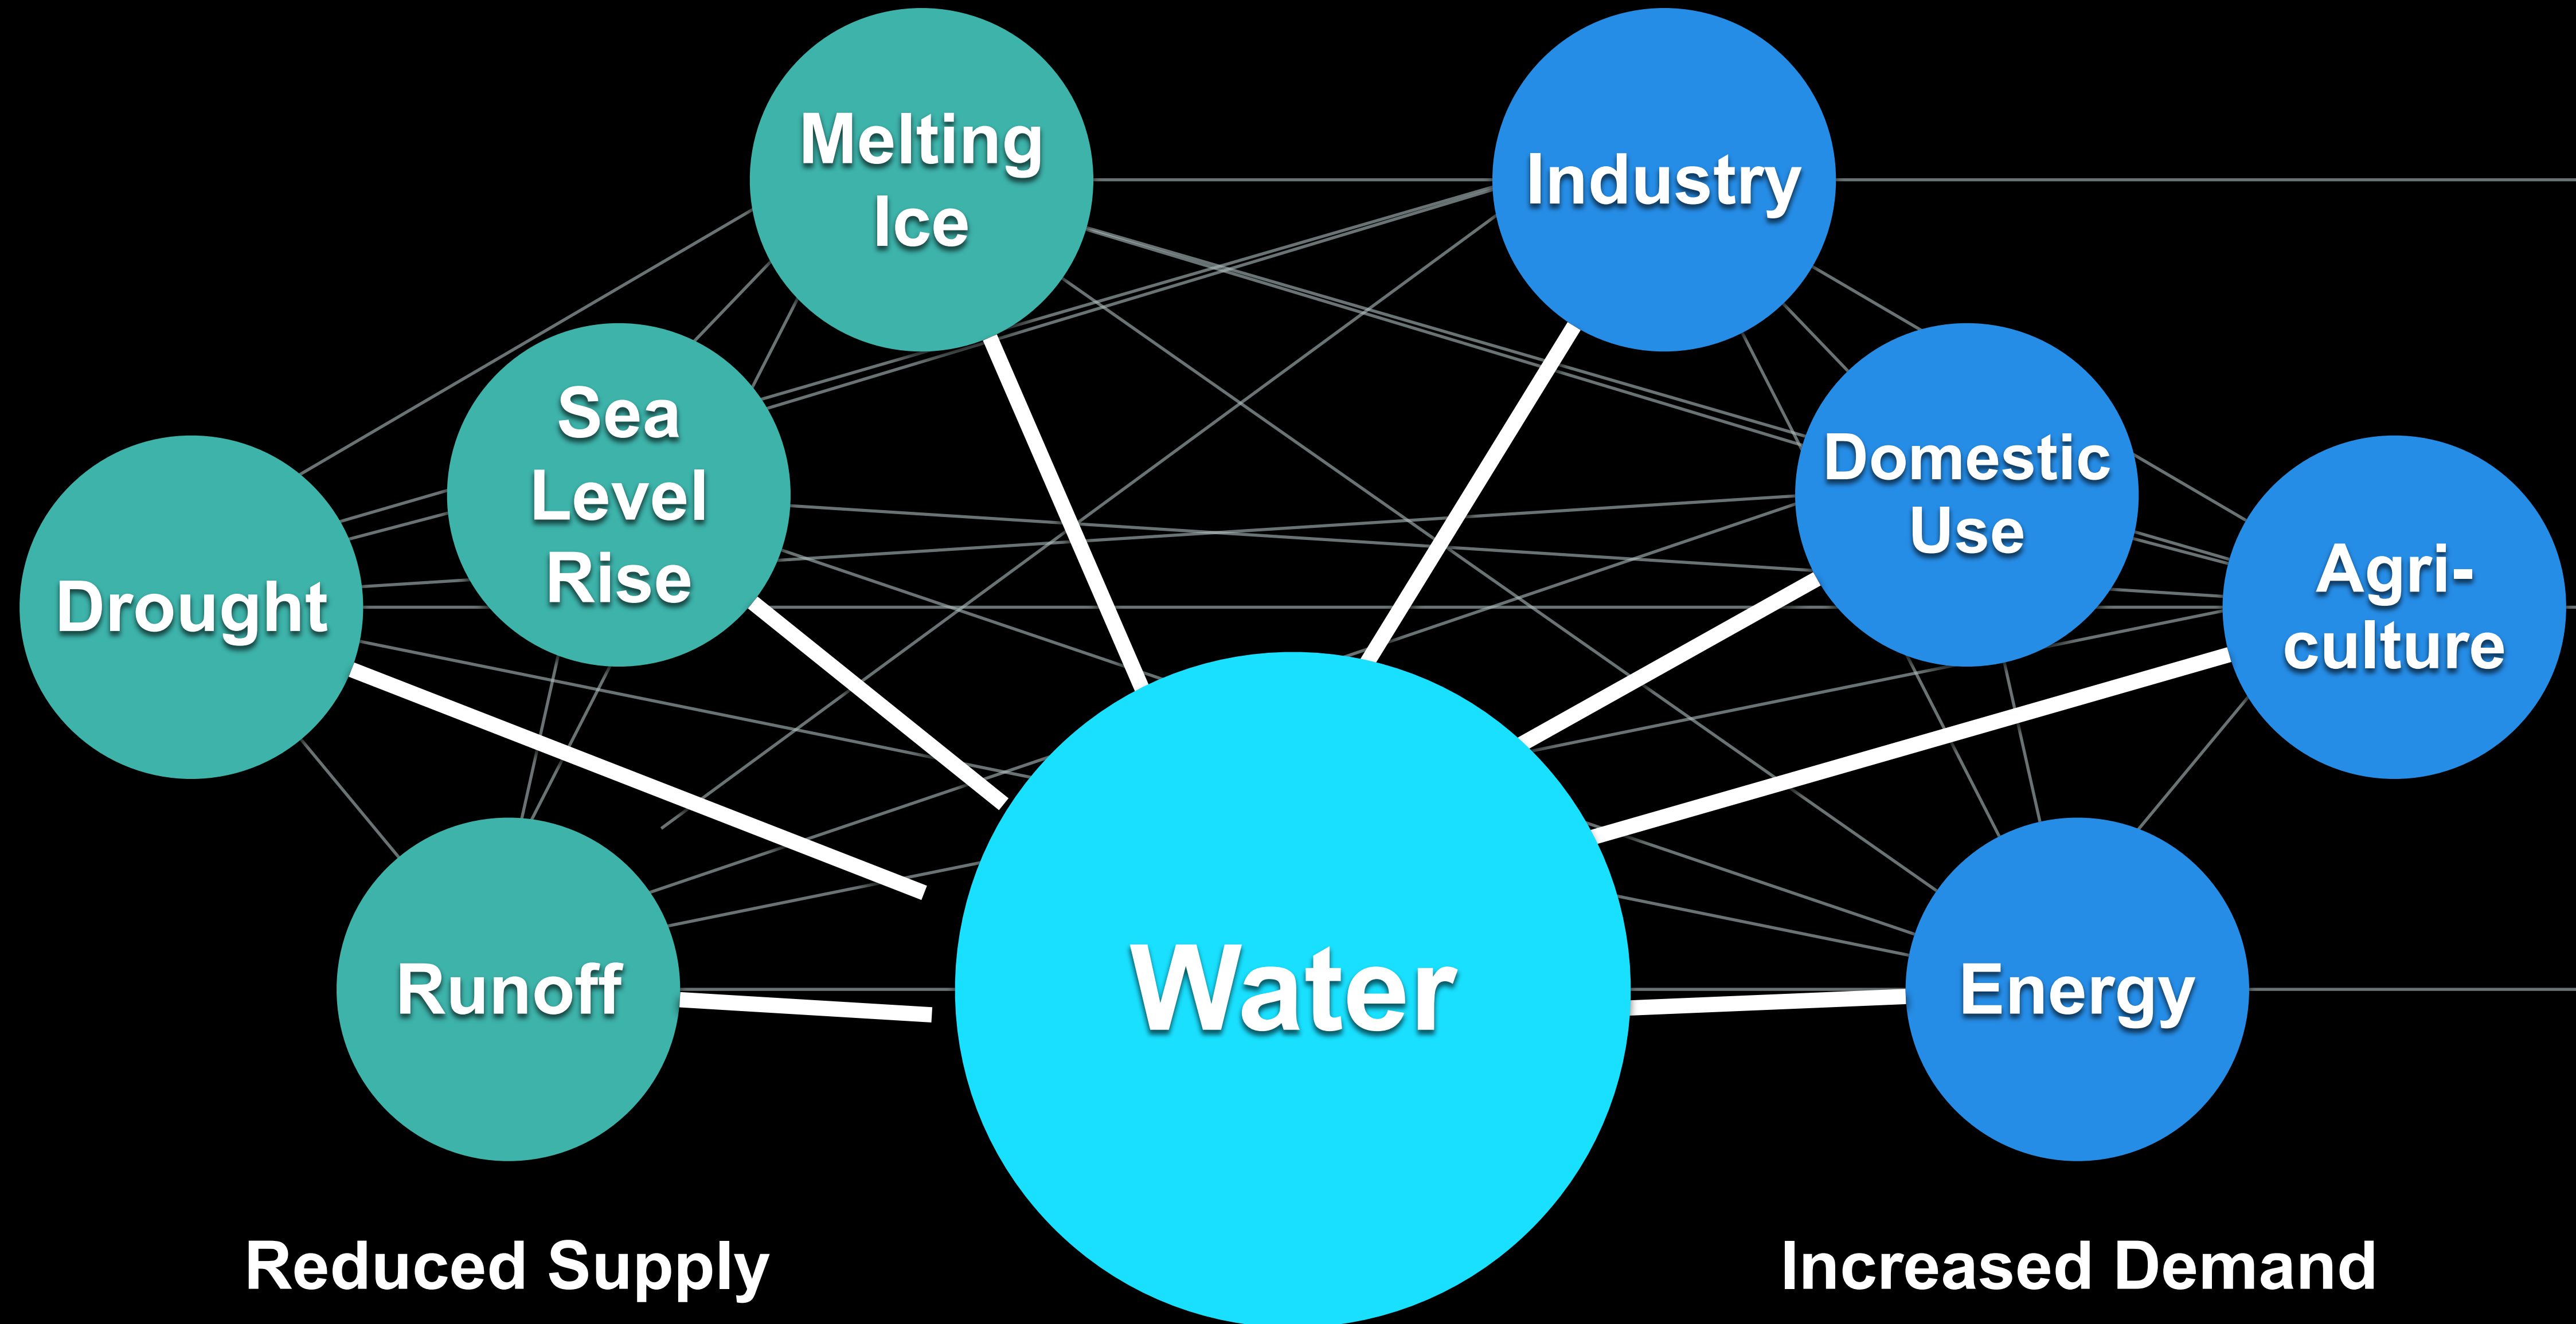 Melting
Ice
Industry
Sea
Level
Rise
Domestic
Use
Drought
Agri-
culture
Runoff
Water
Energy
Reduced Supply
Increased Demand